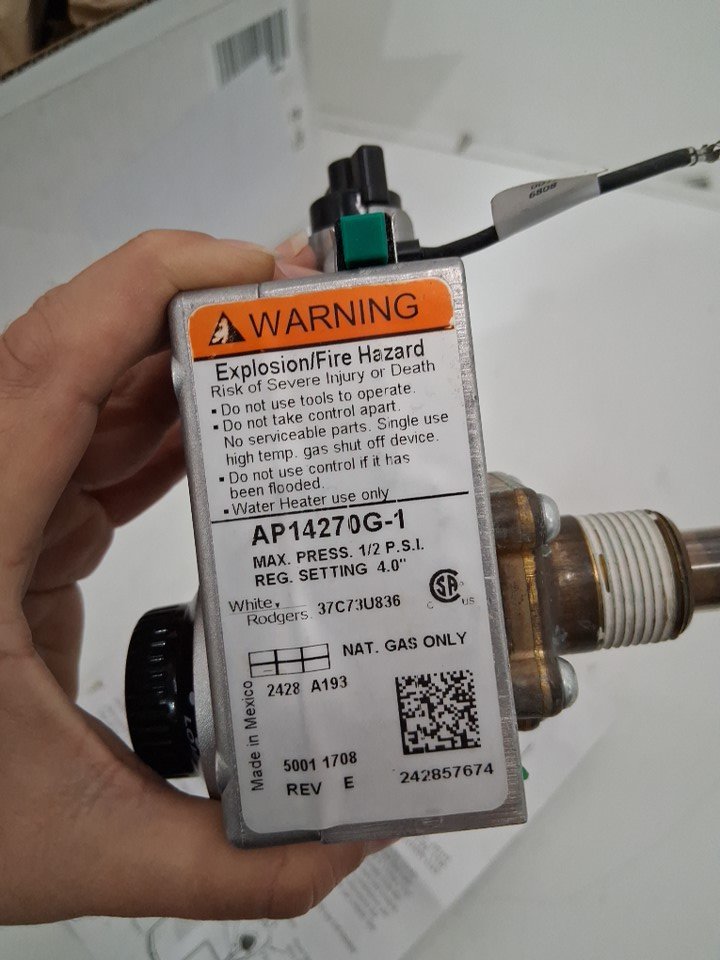 6808
WARNING
Explosion/Fire Hazard
Risk of Severe Injury or Death
▪ Do not use tools to operate.
▪ Do not take control apart.
No serviceable parts. Single use
high temp. gas shut off device.
▪ Do not use control if it has
been flooded.
▪ Water Heater use only
AP14270G-1
MAX. PRESS. 1/2 P.S.I.
REG. SETTING 4.0"
White
Rodgers. 37C73U836
C SA US
NAT. GAS ONLY
2428 A193
Made in Mexico
5001 1708
REV E
242857674